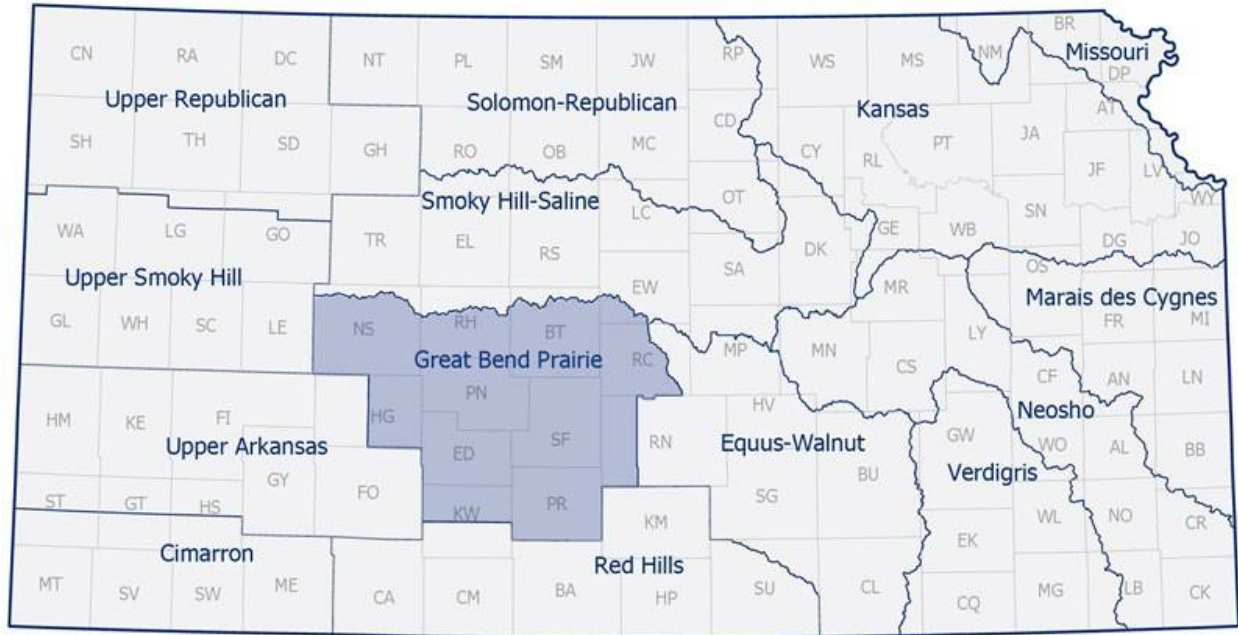 BR
CN RA DC NT PL SM JW RP WS MS NM Missouri
DP
Upper Republican Solomon-Republican Kansas AT
CD
SH TH SD GH RO OB MC CY RL PT JA JF LV
WY
Smoky Hill-Saline OT SN
LC
WA LG GO TR EL RS DK GE WB DG JO
SA OS
Upper Smoky Hill EW MR Marais des Cygnes
GL WH SC LE NS RH BT LY FR MI
Great Bend Prairie RC MP MN CS
CF AN LN
PN
HM KE FI HG HV Neosho
Upper Arkansas SF RN Equus-Walnut GW WO AL BB
ED BU Verdigris
GY FO SG
ST GT HS KW PR KM WL NO CR
Cimarron Red Hills EK
MT SV SW ME CA CM BA HP SU CL CQ MG LB CK